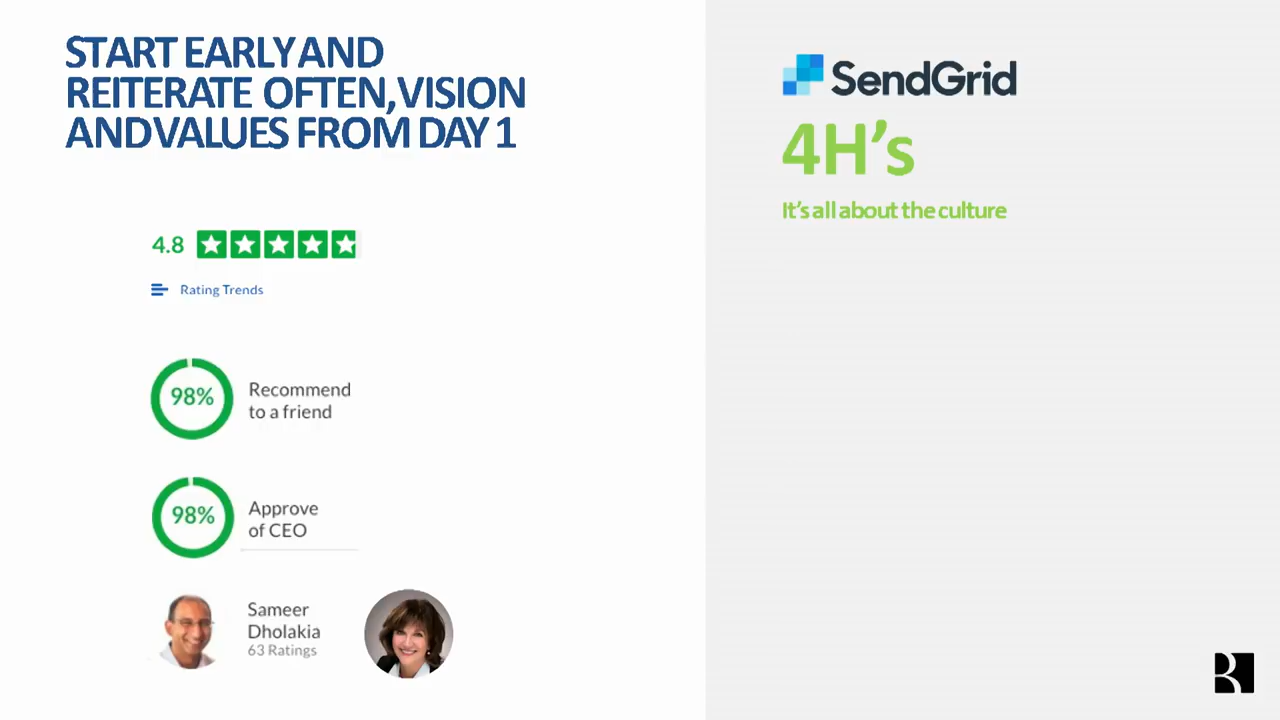 START EARLY AND
REITERATE OFTEN, VISION
AND VALUES FROM DAY 1
4.8
Rating Trends
98%
Recommend
to a friend
98%
Approve
of CEO
Sameer
Dholakia
63 Ratings
SendGrid
4H’s
It’s all about the culture